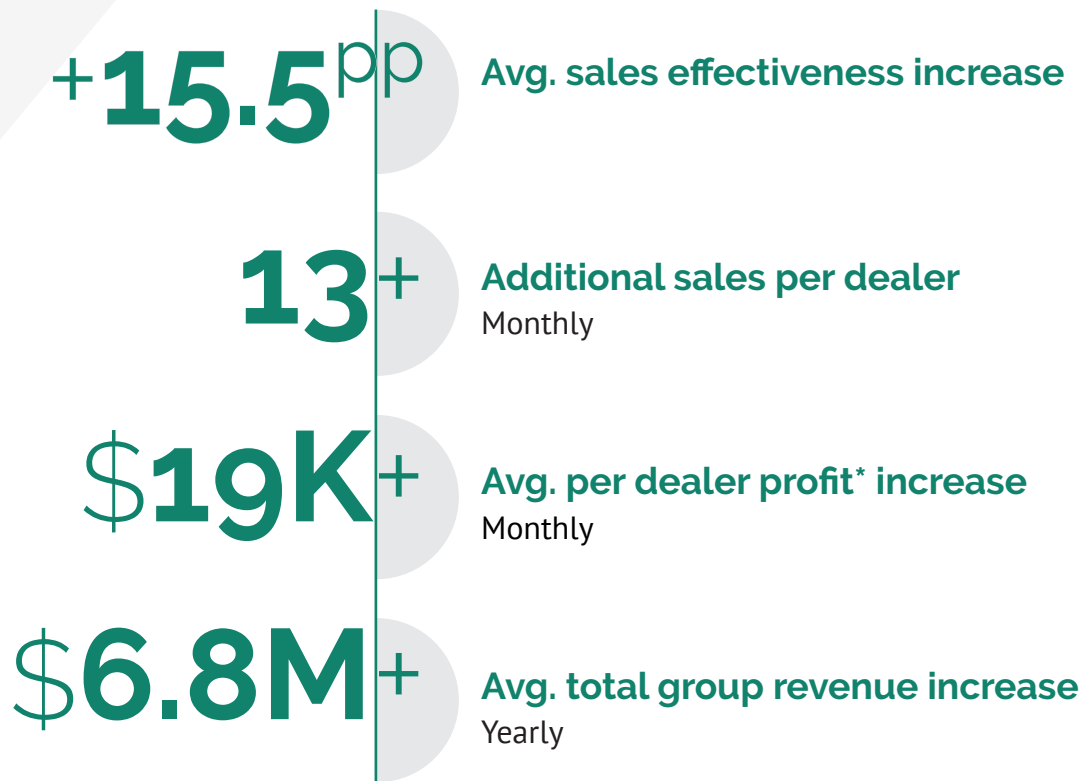 +15.5pp
Avg. sales effectiveness increase
13+
Additional sales per dealer
Monthly
$19K+
Avg. per dealer profit* increase
Monthly
$6.8M+
Avg. total group revenue increase
Yearly